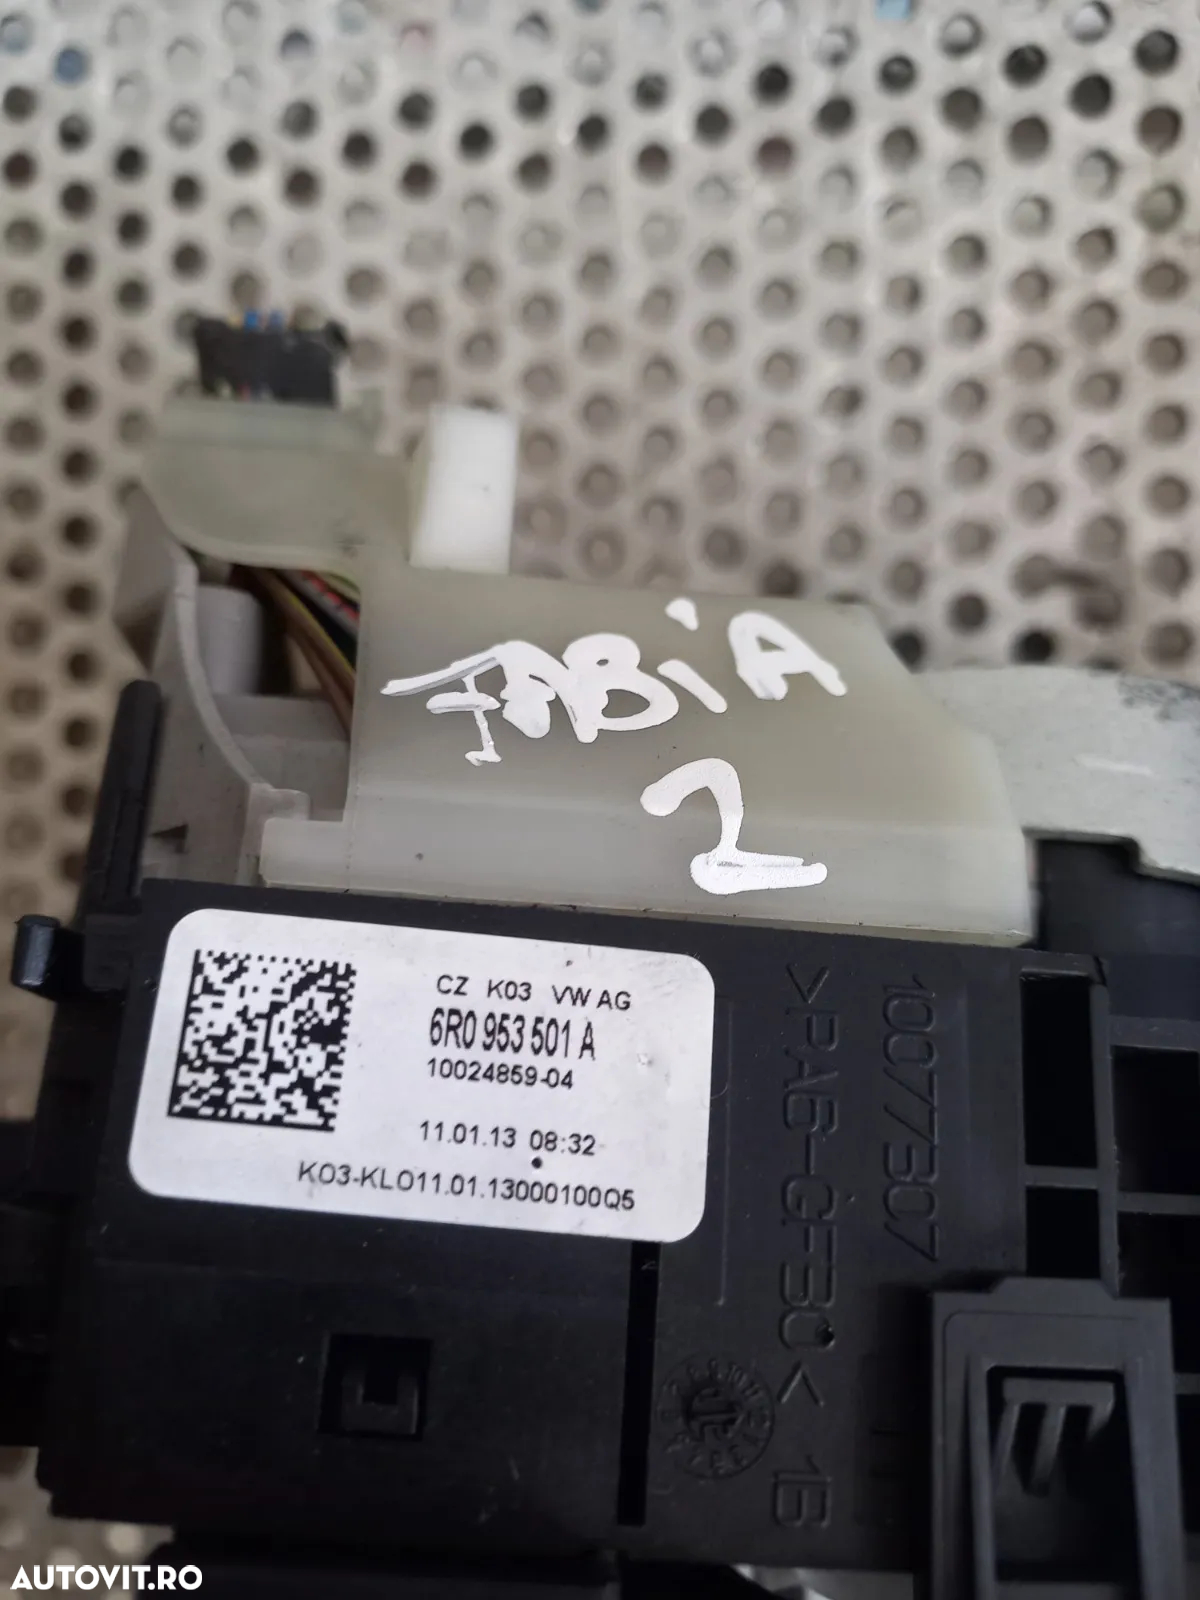 FABiA
2
CZ K03 VW AG
6R0 953 501 A
10024859-04
11.01.13 08:32
K03-KLO11.01.13000100Q5
>PA6-GF30< 1B
10077307
AUTOVIT.RO